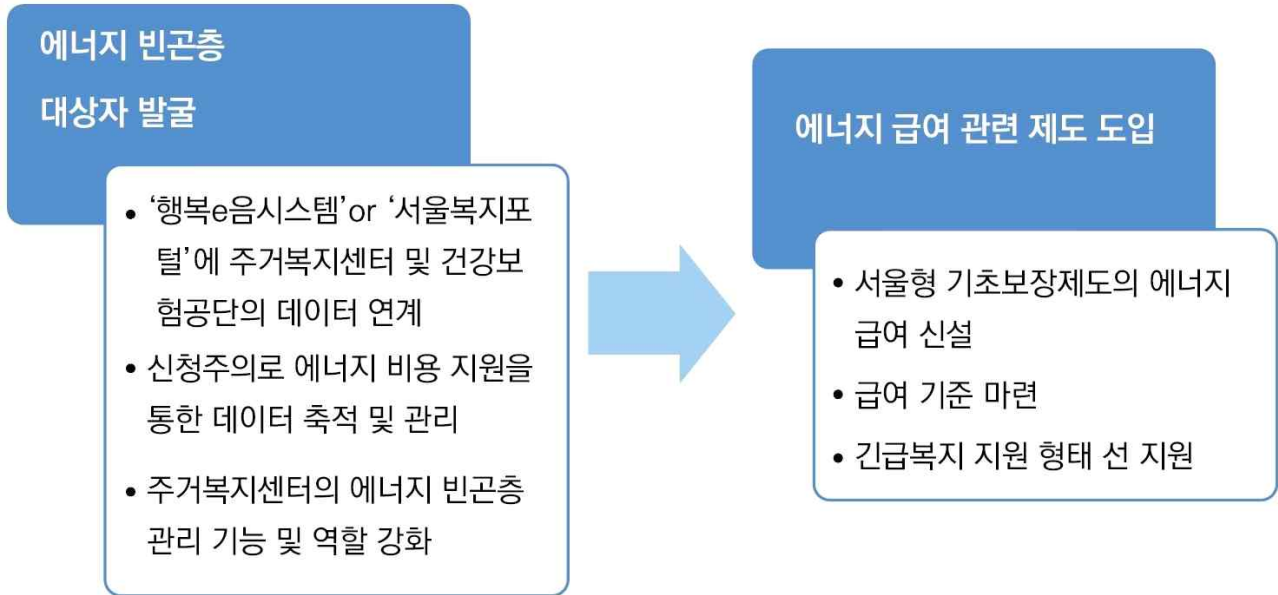 에너지 빈곤층
대상자 발굴
• ‘행복e음시스템’or ‘서울복지포
털’에 주거복지센터 및 건강보
험공단의 데이터 연계
• 신청주의로 에너지 비용 지원을
통한 데이터 축적 및 관리
• 주거복지센터의 에너지 빈곤층
관리 기능 및 역할 강화
에너지 급여 관련 제도 도입
• 서울형 기초보장제도의 에너지
급여 신설
• 급여 기준 마련
• 긴급복지 지원 형태 선 지원